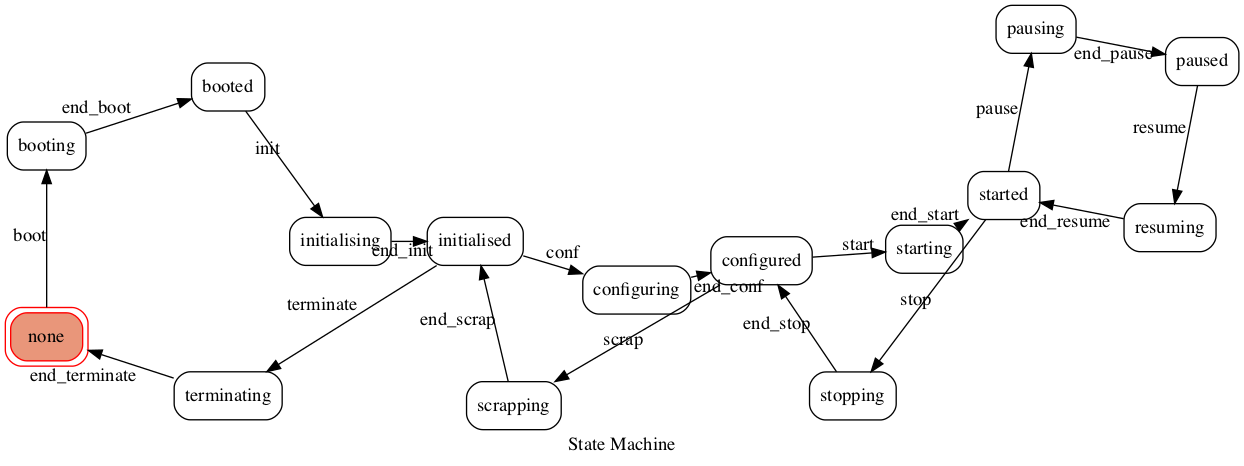 pausing
end_pause
paused
booted
end_boot
booting
pause
resume
init
started
end_resume
resuming
boot
initialising
end_init
initialised
conf
configuring
end_conf
configured
start
end_start
starting
terminate
end_scrap
scrap
end_stop
stop
none
end_terminate
terminating
scrapping
stopping
State Machine